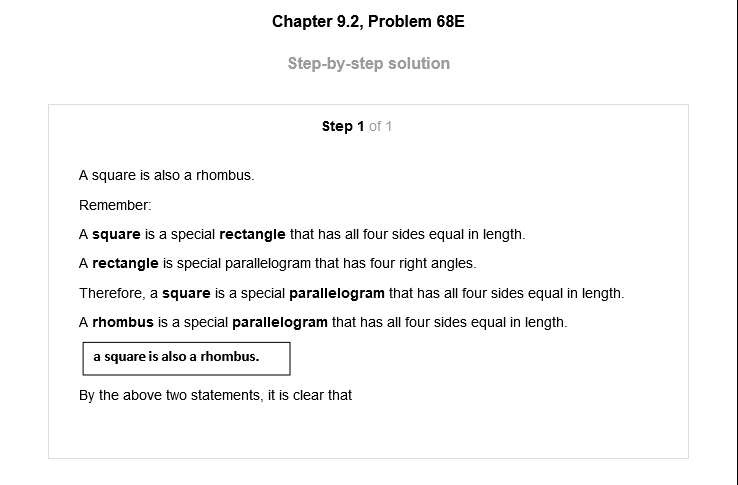 Chapter 9.2, Problem 68E
Step-by-step solution
Step 1 of 1
A square is also a rhombus.
Remember:
A square is a special rectangle that has all four sides equal in length.
A rectangle is special parallelogram that has four right angles.
Therefore, a square is a special parallelogram that has all four sides equal in length.
A rhombus is a special parallelogram that has all four sides equal in length.
a square is also a rhombus.
By the above two statements, it is clear that